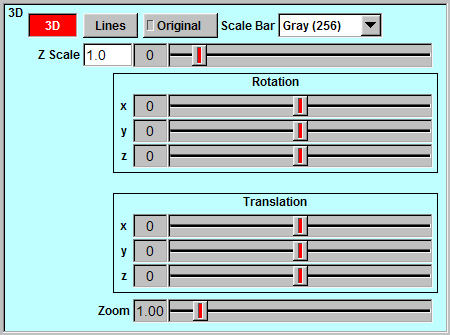 3D
3D Lines Original Scale Bar Gray (256)
Z Scale 1.0 0
Rotation
x 0
y 0
z 0
Translation
x 0
y 0
z 0
Zoom 1.00